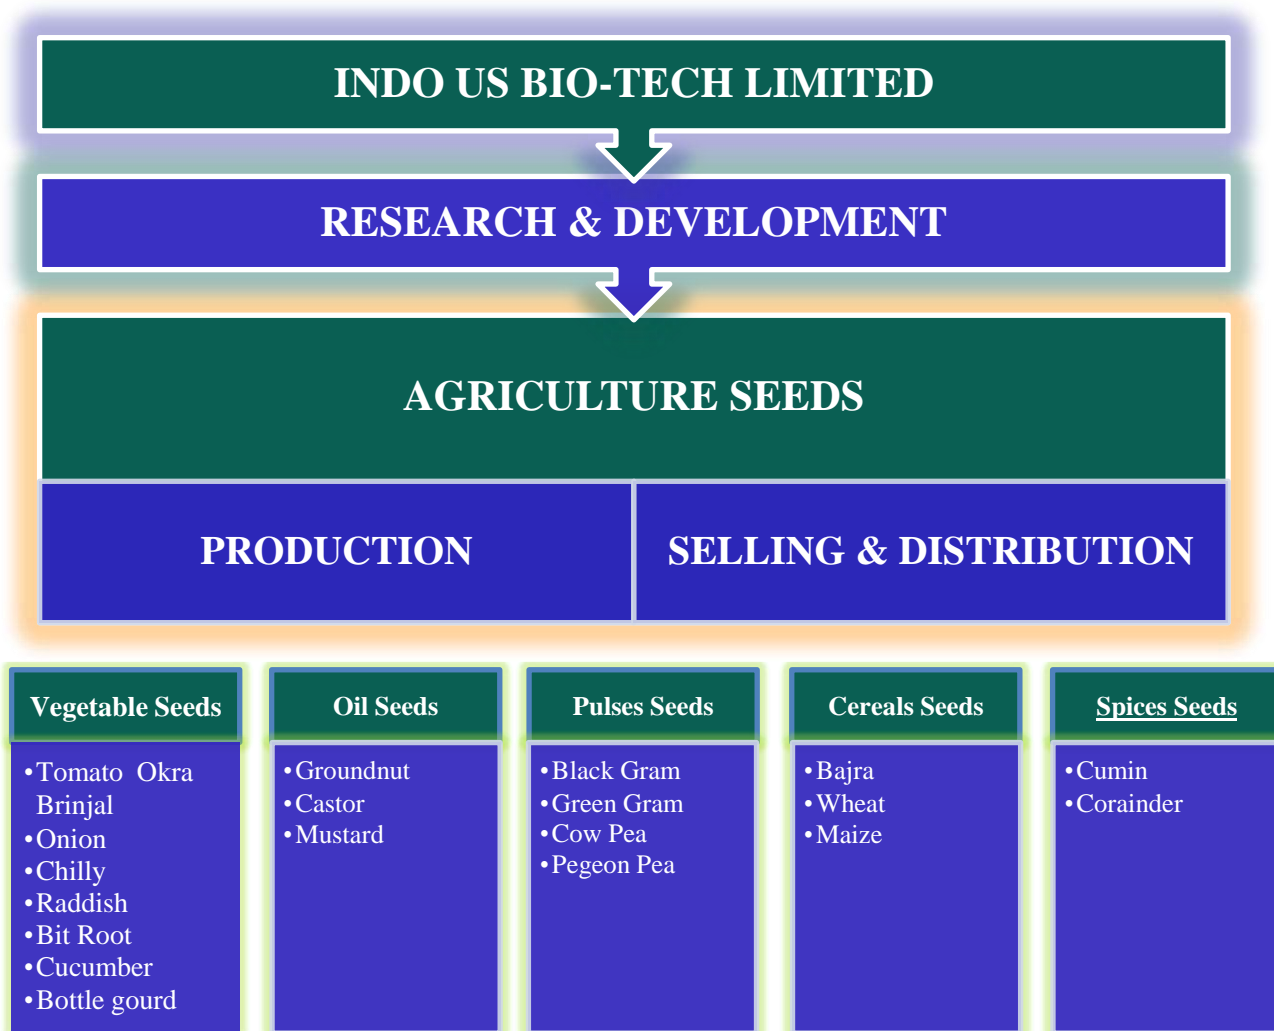 INDO US BIO-TECH LIMITED
RESEARCH & DEVELOPMENT
AGRICULTURE SEEDS
PRODUCTION
SELLING & DISTRIBUTION
Vegetable Seeds
•Tomato Okra
Brinjal
•Onion
•Chilly
•Raddish
•Bit Root
•Cucumber
•Bottle gourd
Oil Seeds
•Groundnut
•Castor
•Mustard
Pulses Seeds
•Black Gram
•Green Gram
•Cow Pea
•Pegeon Pea
Cereals Seeds
•Bajra
•Wheat
•Maize
Spices Seeds
•Cumin
•Corainder